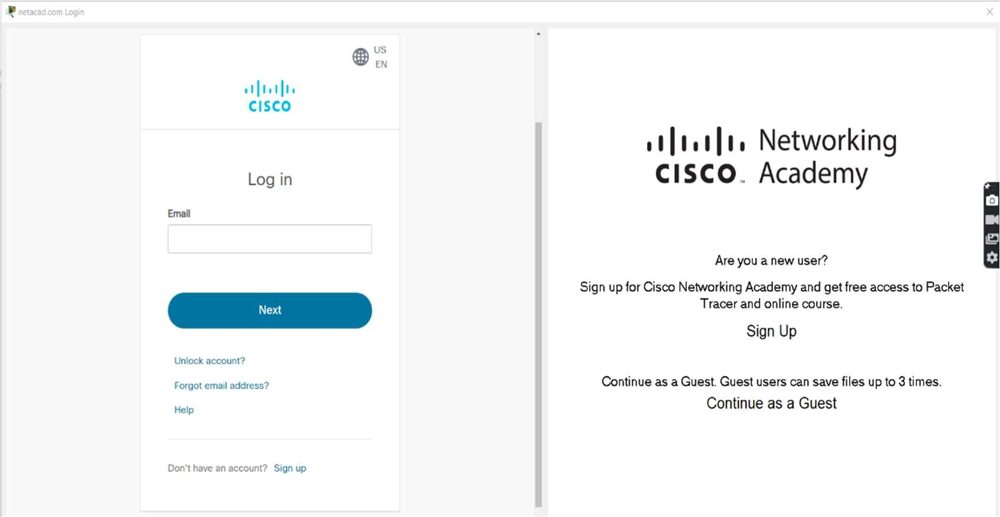 netacad.com Login
US
EN
CISCO
Log in
Email
Next
Unlock account?
Forgot email address?
Help
Don't have an account? Sign up
Networking
CISCO™ Academy
Are you a new user?
Sign up for Cisco Networking Academy and get free access to Packet
Tracer and online course.
Sign Up
Continue as a Guest. Guest users can save files up to 3 times.
Continue as a Guest